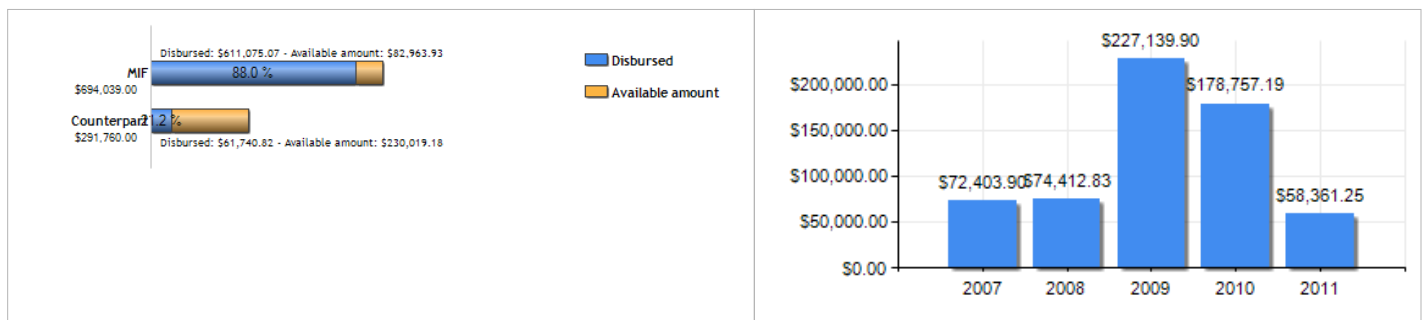 Disbursed: $611,075.07 - Available amount: $82,963.93
MIF
88.0 %
$694,039.00
Counterpart
21.2 %
$291,760.00
Disbursed: $61,740.82 - Available amount: $230,019.18
Disbursed
Available amount
$227,139.90
$200,000.00
$178,757.19
$150,000.00
$100,000.00
$72,403.90
$74,412.83
$58,361.25
$50,000.00
$0.00
2007 2008 2009 2010 2011